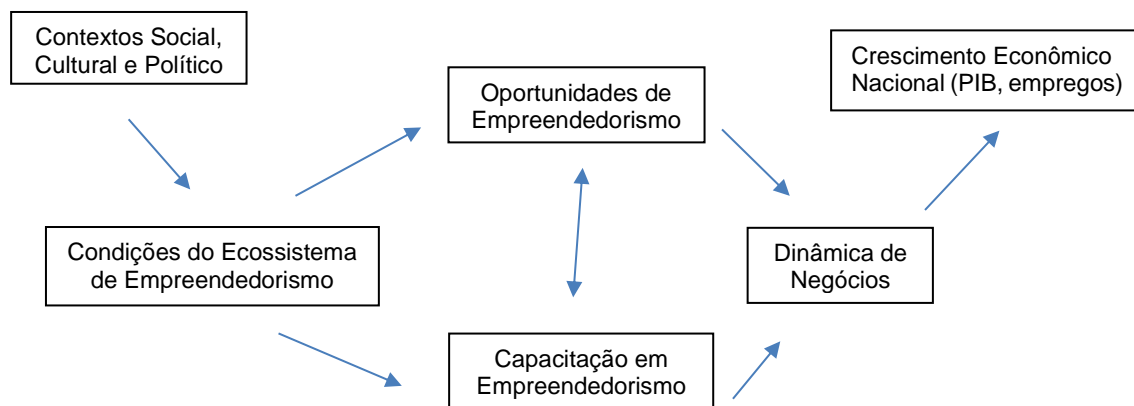 Contextos Social,
Cultural e Político
Crescimento Econômico
Nacional (PIB, empregos)
Oportunidades de
Empreendedorismo
Condições do Ecossistema
de Empreendedorismo
Dinâmica de
Negócios
Capacitação em
Empreendedorismo